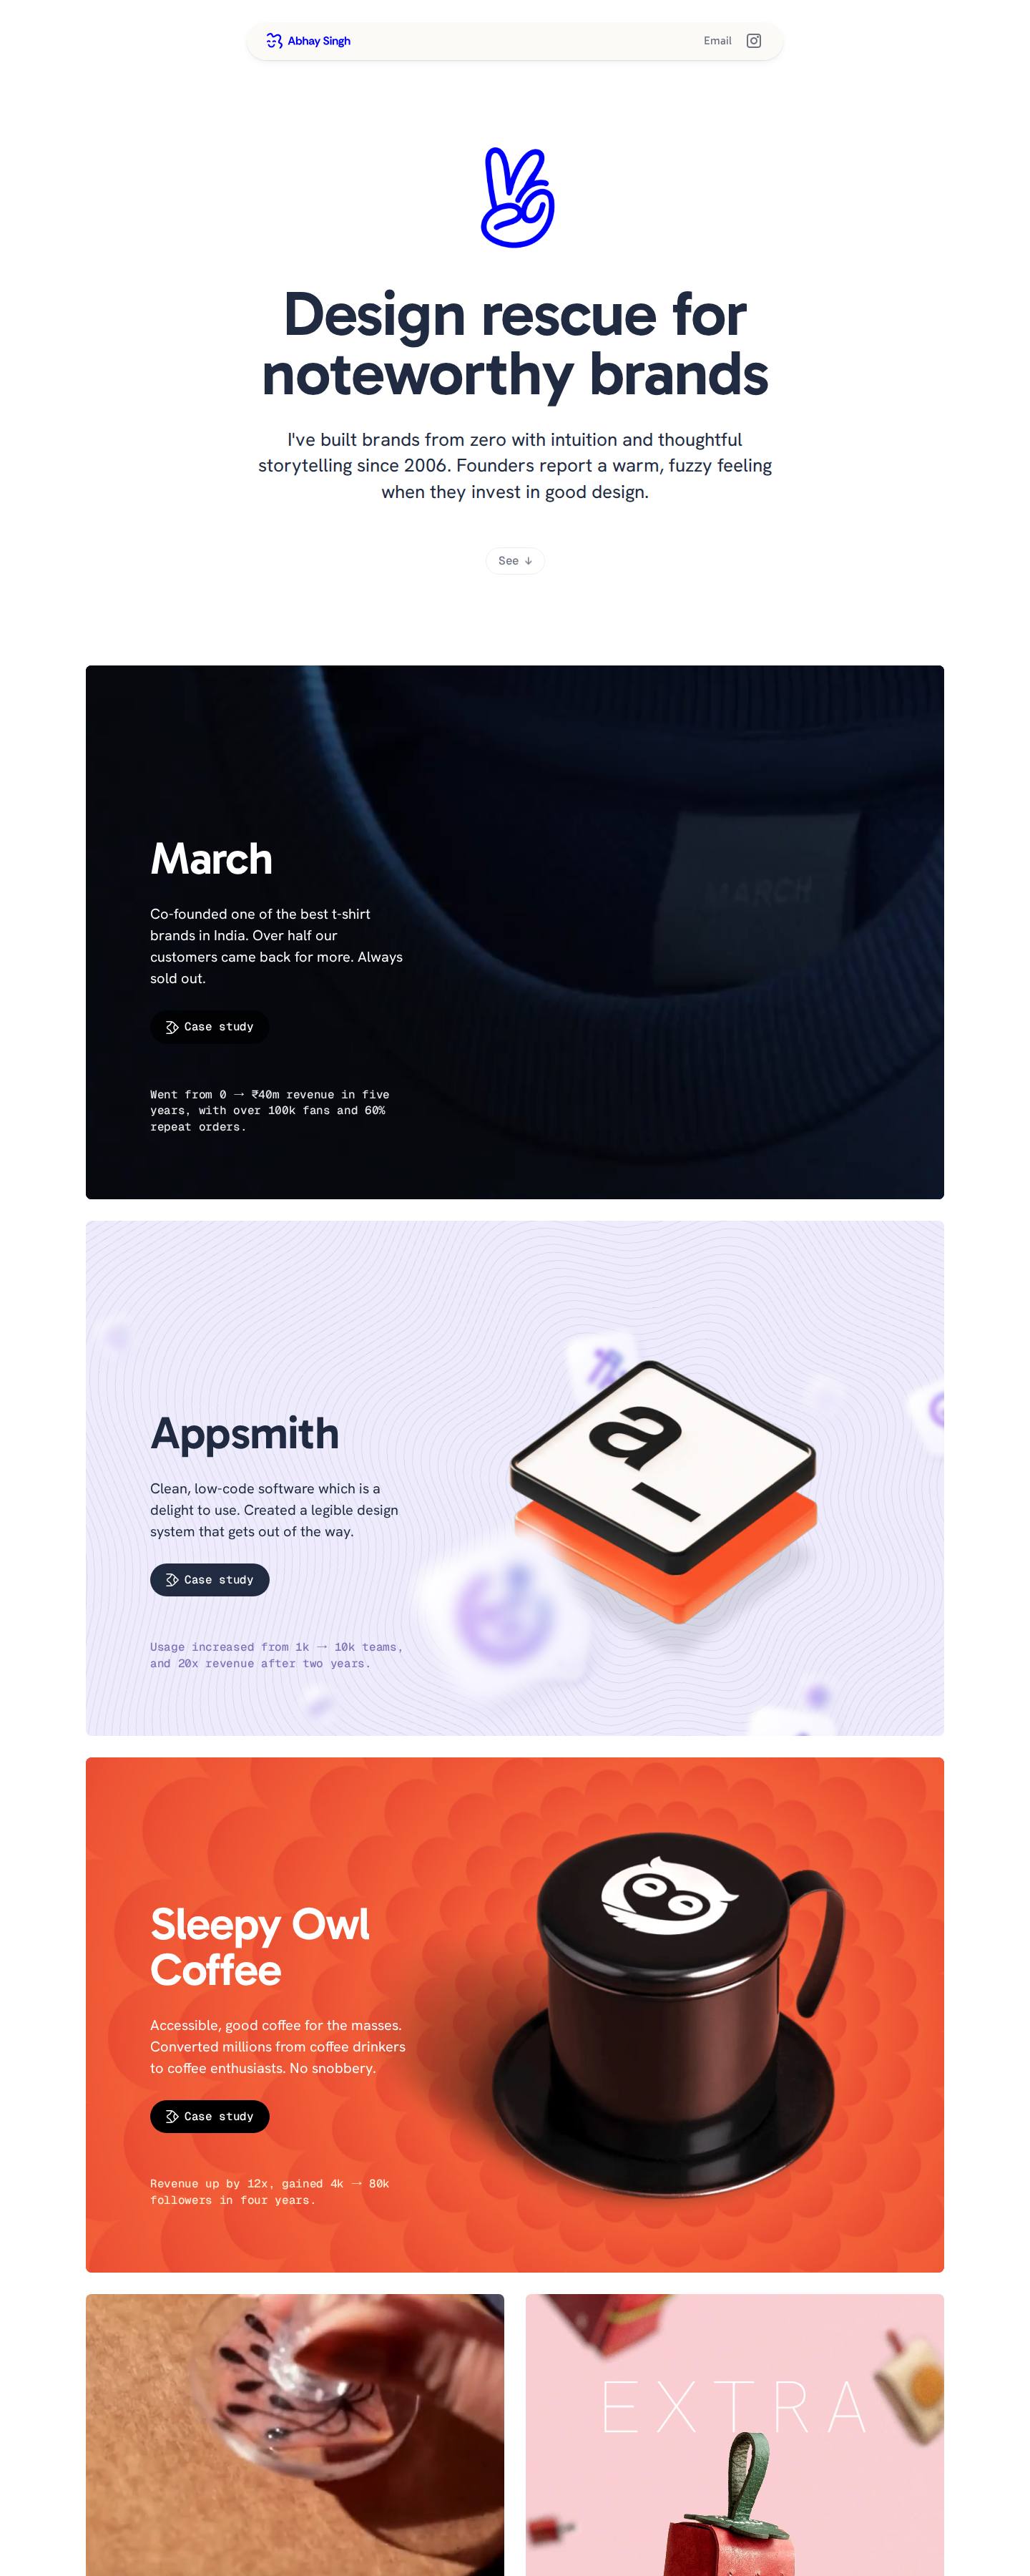 Abhay Singh
Email
Design rescue for
noteworthy brands
I've built brands from zero with intuition and thoughtful
storytelling since 2006. Founders report a warm, fuzzy feeling
when they invest in good design.
See ↓
MARCH
March
Co-founded one of the best t-shirt
brands in India. Over half our
customers came back for more. Always
sold out.
Case study
Went from 0 → ₹40m revenue in five
years, with over 100k fans and 60%
repeat orders.
a_
Appsmith
Clean, low-code software which is a
delight to use. Created a legible design
system that gets out of the way.
Case study
Usage increased from 1k → 10k teams,
and 20x revenue after two years.
Sleepy Owl
Coffee
Accessible, good coffee for the masses.
Converted millions from coffee drinkers
to coffee enthusiasts. No snobbery.
Case study
Revenue up by 12x, gained 4k → 80k
followers in four years.
EXTRA